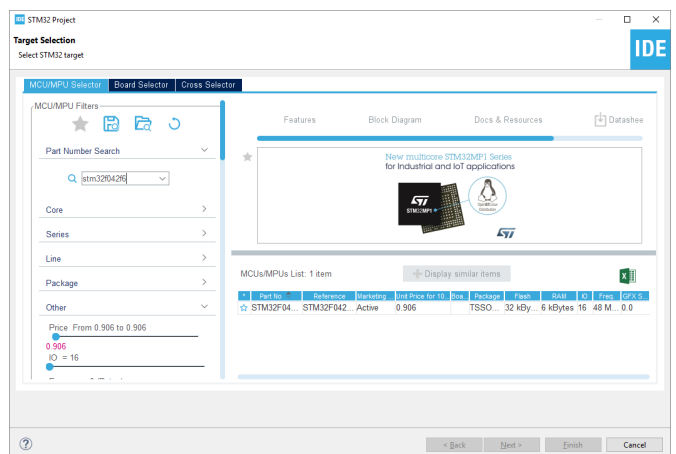 IDE STM32 Project
Target Selection
Select STM32 target
IDE
MCU/MPU Selector Board Selector Cross Selector
MCU/MPU Filters
Part Number Search
stm32f042f6
Core
Series
Line
Package
Other
Price From 0.906 to 0.906
0.906
IO = 16
Features Block Diagram Docs & Resources Datashee
New multicore STM32MP1 Series
for Industrial and IoT applications
STM32MP1
MCUs/MPUs List: 1 item
Display similar items
* Part No Reference Marketing... Unit Price for 10... Boa... Package Flash RAM IO Freq. GFX S...
STM32F04... STM32F042... Active 0.906 TSSO... 32 kBy... 6 kBytes 16 48 M... 0.0
< Back Next > Finish Cancel